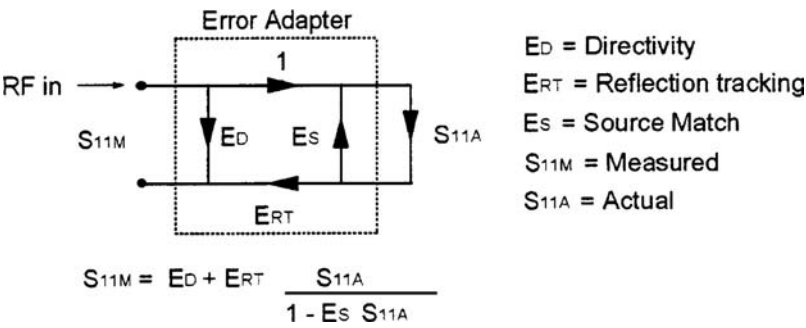 Error Adapter
RF in
1
S11M
ED
ES
S11A
ERT
ED = Directivity
ERT = Reflection tracking
ES = Source Match
S11M = Measured
S11A = Actual
S11M = ED + ERT S11A
1 - ES S11A